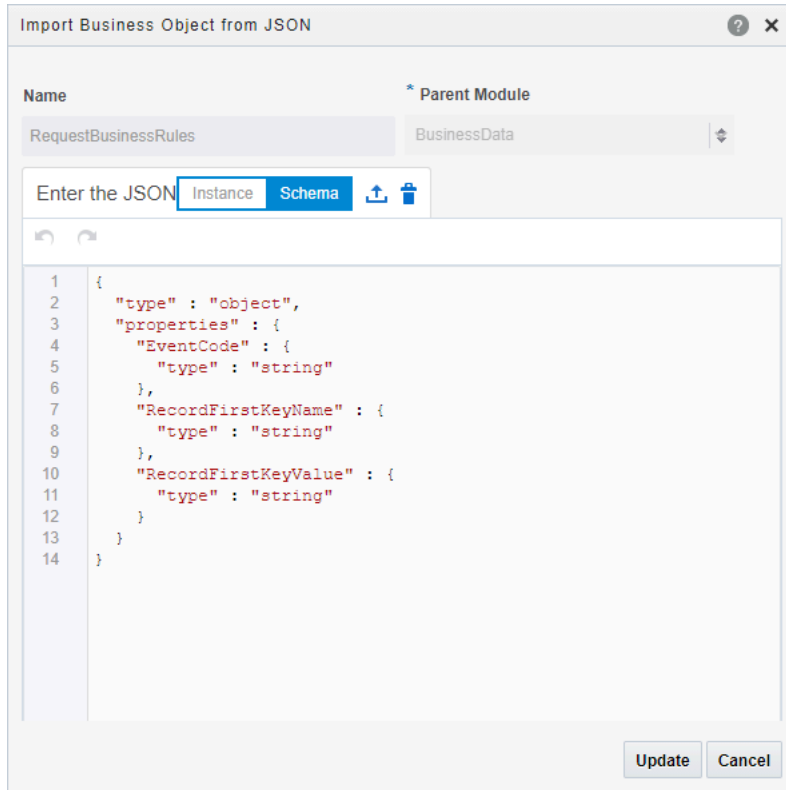 Import Business Object from JSON
Name
* Parent Module
RequestBusinessRules
BusinessData
Enter the JSON Instance Schema
1 {
2 "type" : "object",
3 "properties" : {
4 "EventCode" : {
5 "type" : "string"
6 },
7 "RecordFirstKeyName" : {
8 "type" : "string"
9 },
10 "RecordFirstKeyValue" : {
11 "type" : "string"
12 }
13 }
14 }
Update Cancel